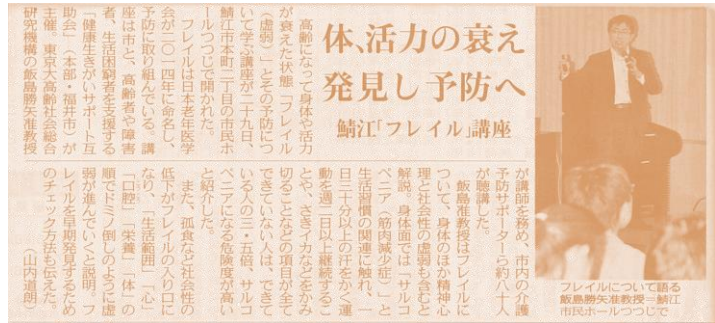 体、活力の衰え
発見し予防へ
鯖江「フレイル」講座
高齢になって身体や活力
が衰えた状態「フレイル
（虚弱）」とその予防につ
いて学ぶ講座が二十九日、
鯖江市本町二丁目の市民ホ
ールつつじで開かれた。
フレイルは日本老年医学
会が二〇一四年に命名し、
予防に取り組んでいる。講
座は市と、高齢者や障害
者、生活困窮者を支援する
「健康生きがいサポート互
助会」（本部・福井市）が
主催。東京大高齢社会総合
研究機構の飯島勝矢准教授
が講師を務め、市内の介護
予防サポーターら約八十人
が聴講した。
飯島准教授はフレイルに
ついて、身体のほか精神心
理と社会性の虚弱も含むと
解説。身体面では「サルコ
ペニア（筋肉減少症）」と
生活習慣の関連に触れ、一
日三十分以上の汗をかく運
動を週二日以上継続するこ
とや、さきイカなどをかみ
切ることなどの項目が全て
できていない人は、できて
いる人の三・五倍、サルコ
ペニアになる危険度が高い
と紹介した。
また、孤食など社会性の
低下がフレイルの入り口に
なり、「生活範囲」「心」
「口腔」「栄養」「体」の
順でドミノ倒しのように虚
弱が進んでいくと説明。フ
レイルを早期発見するため
のチェック方法も伝えた。
（山内道朗）
フレイルについて語る
飯島勝矢准教授＝鯖江
市民ホールつつじで